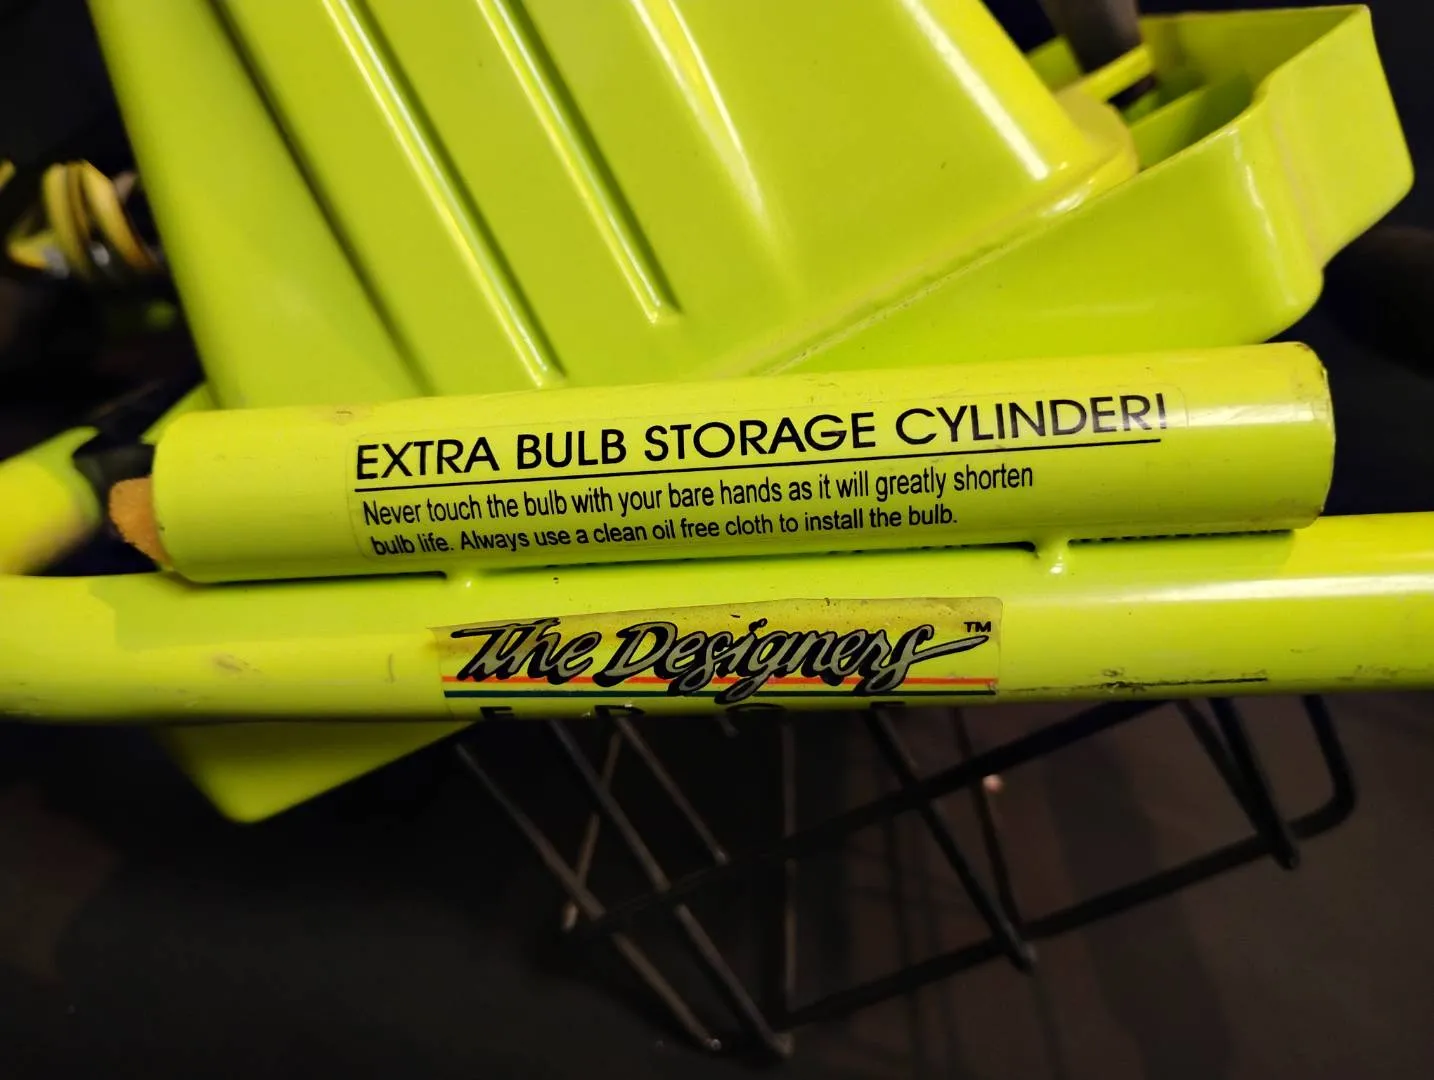 EXTRA BULB STORAGE CYLINDER!
Never touch the bulb with your bare hands as it will greatly shorten
bulb life. Always use a clean oil free cloth to install the bulb.
The Designers™
EDGE